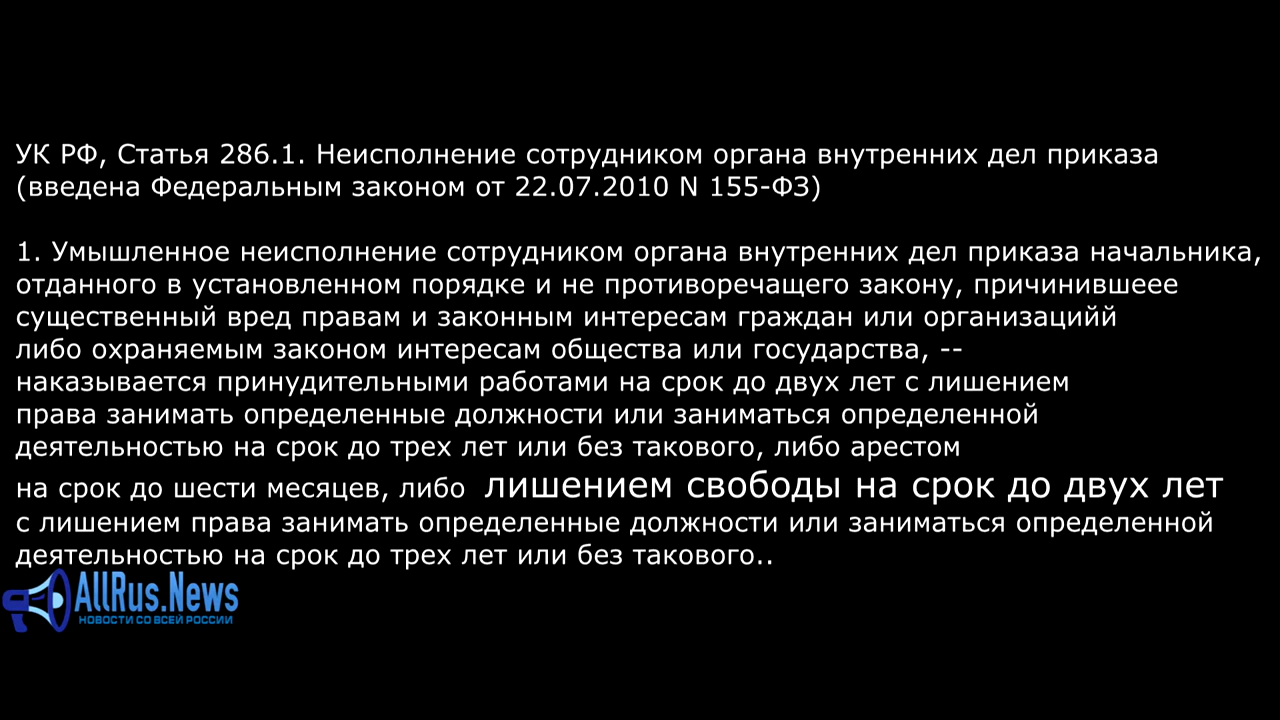 УК РФ, Статья 286.1. Неисполнение сотрудником органа внутренних дел приказа
(введена Федеральным законом от 22.07.2010 N 155-ФЗ)
1. Умышленное неисполнение сотрудником органа внутренних дел приказа начальника,
отданного в установленном порядке и не противоречащего закону, причинившеее
существенный вред правам и законным интересам граждан или организацийй
либо охраняемым законом интересам общества или государства, --
наказывается принудительными работами на срок до двух лет с лишением
права занимать определенные должности или заниматься определенной
деятельностью на срок до трех лет или без такового, либо арестом
на срок до шести месяцев, либо лишением свободы на срок до двух лет
с лишением права занимать определенные должности или заниматься определенной
деятельностью на срок до трех лет или без такового..
AllRus.News
НОВОСТИ СО ВСЕЙ РОССИИ